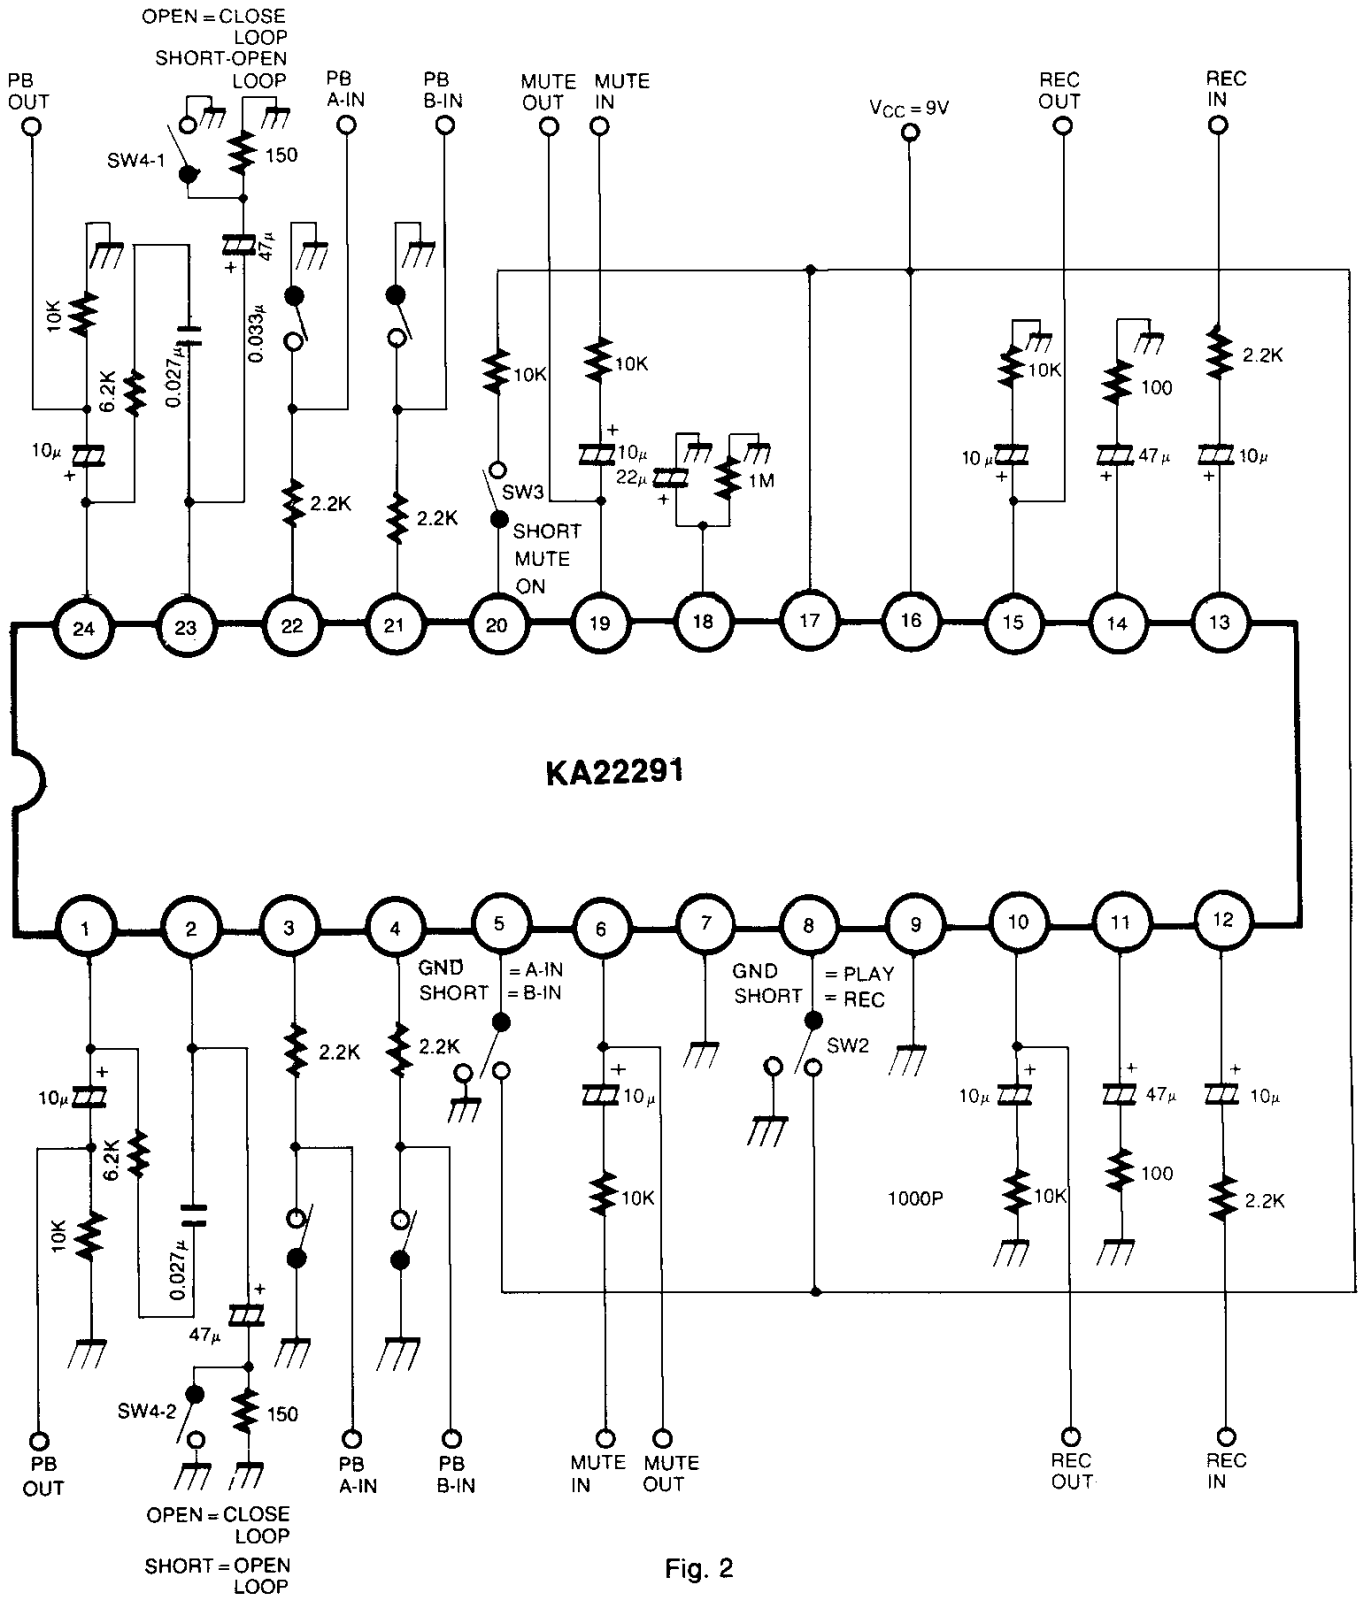 OPEN = CLOSE
LOOP
SHORT-OPEN
LOOP
PB
OUT
PB
A-IN
PB
B-IN
MUTE
OUT
MUTE
IN
VCC = 9V
REC
OUT
REC
IN
SW4-1
150
47μ
+
10K
6.2K
0.027μ
0.033μ
10μ
+
2.2K
2.2K
10K
SW3
SHORT
MUTE
ON
10K
+
10μ
22μ
+
1M
10K
10μ
+
100
47μ
+
2.2K
10μ
+
24
23
22
21
20
19
18
17
16
15
14
13
KA22291
1
2
3
4
5
6
7
8
9
10
11
12
GND = A-IN
SHORT = B-IN
GND = PLAY
SHORT = REC
SW2
+
10μ
6.2K
10K
0.027μ
+
47μ
SW4-2
150
2.2K
2.2K
+
10μ
10K
1000P
+
10μ
10K
+
47μ
100
+
10μ
2.2K
PB
OUT
PB
A-IN
PB
B-IN
MUTE
IN
MUTE
OUT
REC
OUT
REC
IN
OPEN = CLOSE
LOOP
SHORT = OPEN
LOOP
Fig. 2